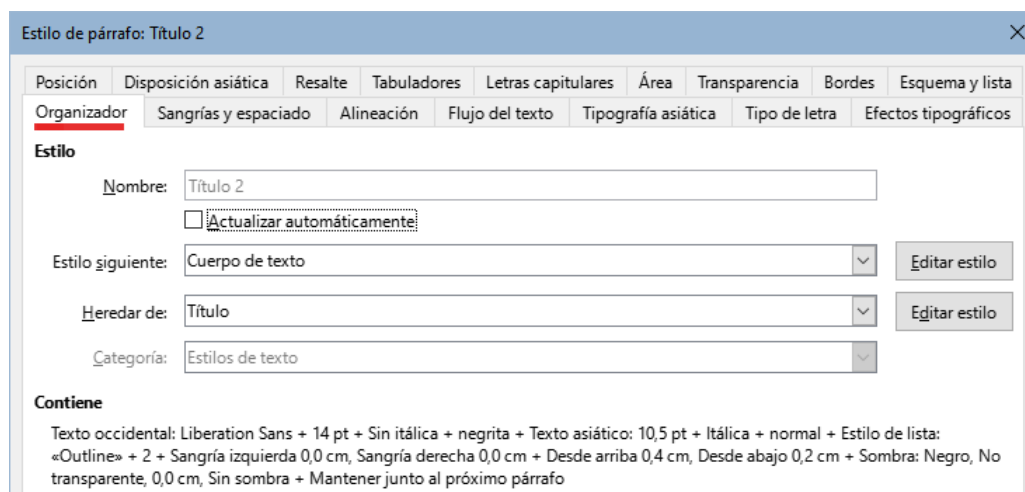 Estilo de párrafo: Título 2
Posición Disposición asiática Resalte Tabuladores Letras capitulares Área Transparencia Bordes Esquema y lista
Organizador Sangrías y espaciado Alineación Flujo del texto Tipografía asiática Tipo de letra Efectos tipográficos
Estilo
Nombre: Título 2
Actualizar automáticamente
Estilo siguiente: Cuerpo de texto Editar estilo
Heredar de: Título Editar estilo
Categoría: Estilos de texto
Contiene
Texto occidental: Liberation Sans + 14 pt + Sin itálica + negrita + Texto asiático: 10,5 pt + Itálica + normal + Estilo de lista:
«Outline» + 2 + Sangría izquierda 0,0 cm, Sangría derecha 0,0 cm + Desde arriba 0,4 cm, Desde abajo 0,2 cm + Sombra: Negro, No
transparente, 0,0 cm, Sin sombra + Mantener junto al próximo párrafo